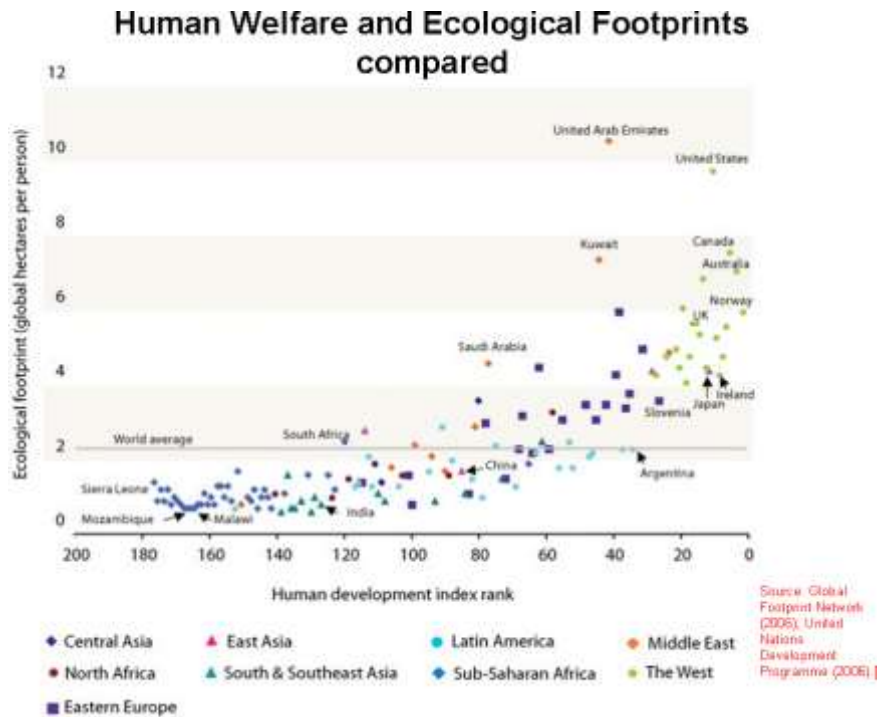 Human Welfare and Ecological Footprints
compared
Ecological footprint (global hectares per person)
12
10
8
6
4
2
0
United Arab Emirates
United States
Canada
Kuwait
Australia
Norway
UK
Saudi Arabia
Ireland
Japan
Slovenia
South Africa
World average
China
Argentina
Sierra Leone
India
Mozambique
Malawi
200 180 160 140 120 100 80 60 40 20 0
Human development index rank
Central Asia East Asia Latin America Middle East
North Africa South & Southeast Asia Sub-Saharan Africa The West
Eastern Europe
Source: Global
Footprint Network
(2006), United
Nations
Development
Programme (2006) [